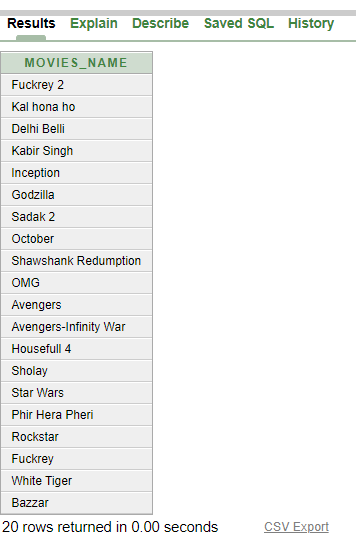 Results Explain Describe Saved SQL History
MOVIES_NAME
Fuckrey 2
Kal hona ho
Delhi Belli
Kabir Singh
Inception
Godzilla
Sadak 2
October
Shawshank Redumption
OMG
Avengers
Avengers-Infinity War
Housefull 4
Sholay
Star Wars
Phir Hera Pheri
Rockstar
Fuckrey
White Tiger
Bazzar
20 rows returned in 0.00 seconds CSV Export